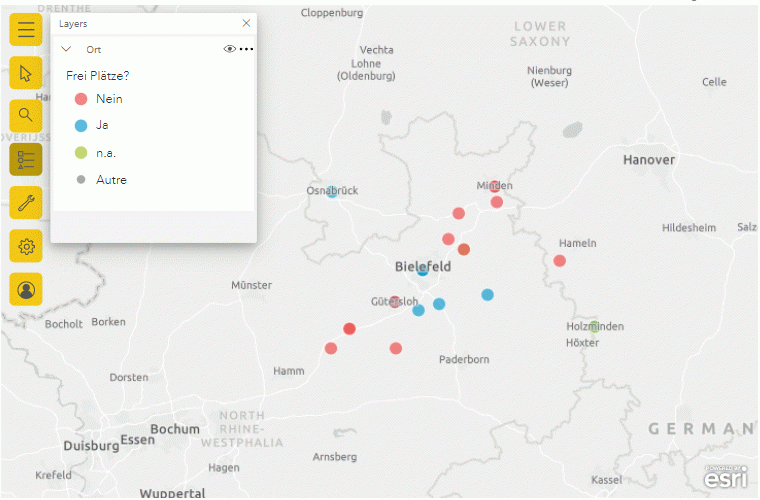 Layers
Ort
Frei Plätze?
Nein
Ja
n.a.
Autre
DRENTHE
OVERIJSS
Cloppenburg
LOWER
SAXONY
Vechta
Lohne
(Oldenburg)
Nienburg
(Weser)
Celle
Hanover
Osnabrück
Minden
Hildesheim
Salz
Hameln
Bielefeld
Münster
Gütersloh
Bocholt
Borken
Holzminden
Höxter
Paderborn
Hamm
Dorsten
NORTH
RHINE-
WESTPHALIA
Bochum
Essen
Duisburg
GERMAN
Arnsberg
Hagen
Krefeld
Kassel
Wuppertal
POWERED BY
esri